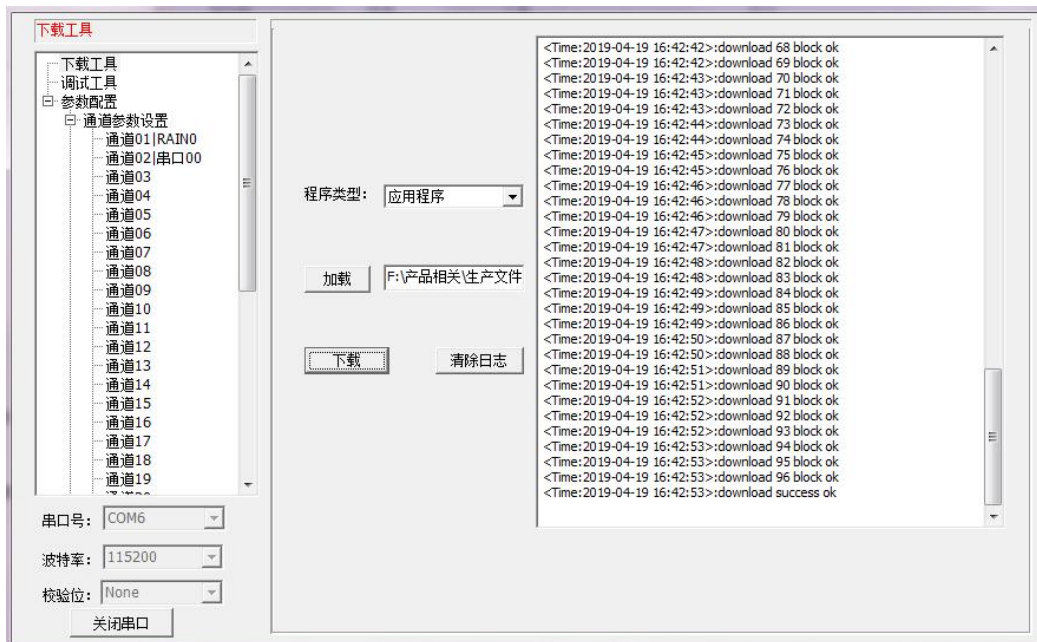 下载工具
下载工具
调试工具
参数配置
通道参数设置
通道01|RAIN0
通道02|串口00
通道03
通道04
通道05
通道06
通道07
通道08
通道09
通道10
通道11
通道12
通道13
通道14
通道15
通道16
通道17
通道18
通道19
串口号： COM6
波特率： 115200
校验位： None
关闭串口
程序类型： 应用程序
加载 F:\产品相关\生产文件
下载 清除日志
<Time:2019-04-19 16:42:42>:download 68 block ok
<Time:2019-04-19 16:42:42>:download 69 block ok
<Time:2019-04-19 16:42:43>:download 70 block ok
<Time:2019-04-19 16:42:43>:download 71 block ok
<Time:2019-04-19 16:42:43>:download 72 block ok
<Time:2019-04-19 16:42:44>:download 73 block ok
<Time:2019-04-19 16:42:44>:download 74 block ok
<Time:2019-04-19 16:42:45>:download 75 block ok
<Time:2019-04-19 16:42:45>:download 76 block ok
<Time:2019-04-19 16:42:46>:download 77 block ok
<Time:2019-04-19 16:42:46>:download 78 block ok
<Time:2019-04-19 16:42:46>:download 79 block ok
<Time:2019-04-19 16:42:47>:download 80 block ok
<Time:2019-04-19 16:42:47>:download 81 block ok
<Time:2019-04-19 16:42:48>:download 82 block ok
<Time:2019-04-19 16:42:48>:download 83 block ok
<Time:2019-04-19 16:42:49>:download 84 block ok
<Time:2019-04-19 16:42:49>:download 85 block ok
<Time:2019-04-19 16:42:49>:download 86 block ok
<Time:2019-04-19 16:42:50>:download 87 block ok
<Time:2019-04-19 16:42:50>:download 88 block ok
<Time:2019-04-19 16:42:51>:download 89 block ok
<Time:2019-04-19 16:42:51>:download 90 block ok
<Time:2019-04-19 16:42:52>:download 91 block ok
<Time:2019-04-19 16:42:52>:download 92 block ok
<Time:2019-04-19 16:42:52>:download 93 block ok
<Time:2019-04-19 16:42:53>:download 94 block ok
<Time:2019-04-19 16:42:53>:download 95 block ok
<Time:2019-04-19 16:42:53>:download 96 block ok
<Time:2019-04-19 16:42:53>:download success ok